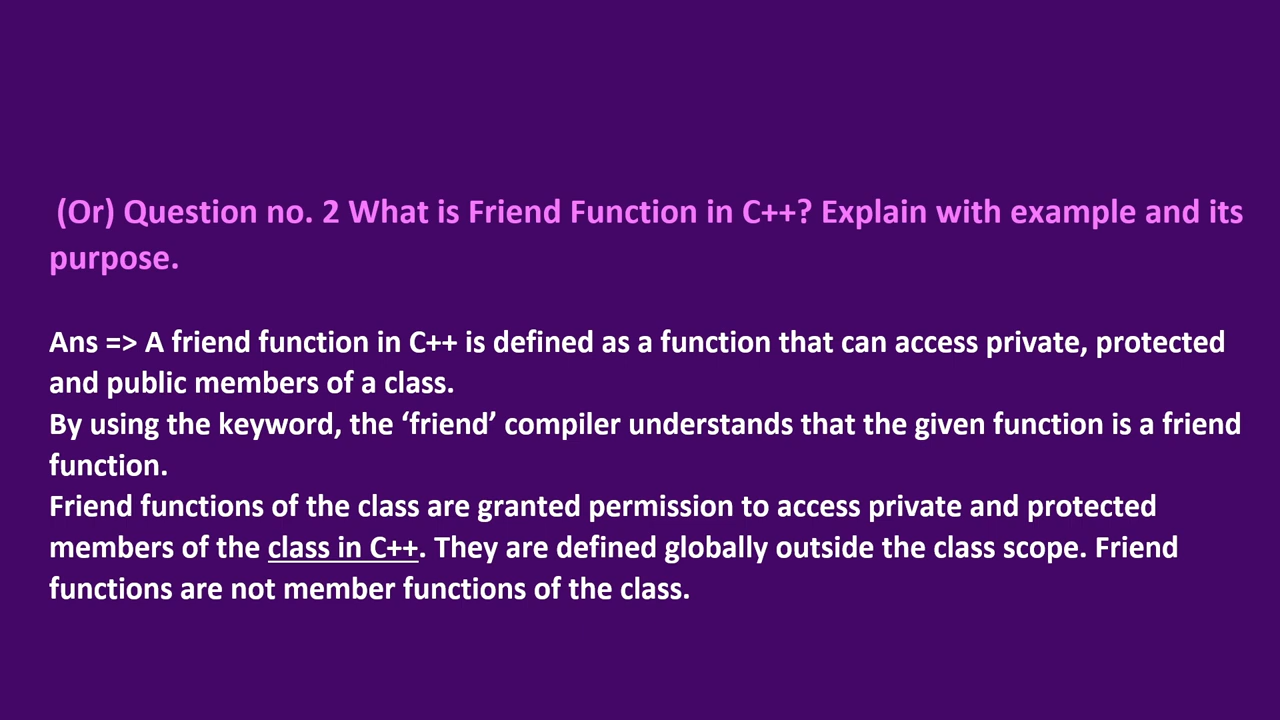 (Or) Question no. 2 What is Friend Function in C++? Explain with example and its
purpose.
Ans => A friend function in C++ is defined as a function that can access private, protected
and public members of a class.
By using the keyword, the ‘friend’ compiler understands that the given function is a friend
function.
Friend functions of the class are granted permission to access private and protected
members of the class in C++. They are defined globally outside the class scope. Friend
functions are not member functions of the class.